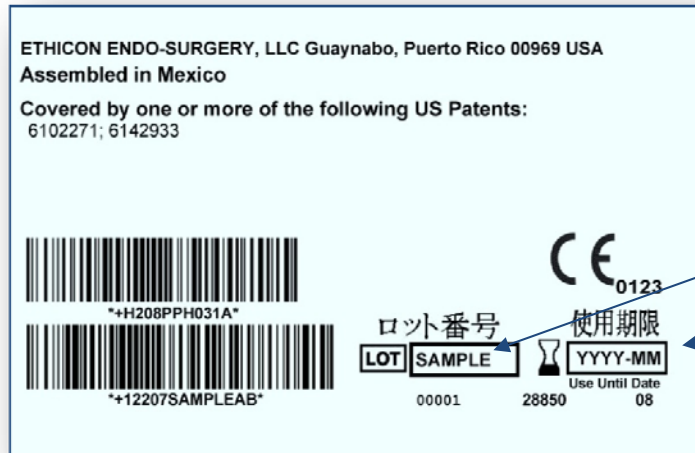 ETHICON ENDO-SURGERY, LLC Guaynabo, Puerto Rico 00969 USA
Assembled in Mexico
Covered by one or more of the following US Patents:
6102271; 6142933
CE 0123
*+H208PPH031A*
ロット番号 使用期限
LOT SAMPLE YYYY-MM
Use Until Date
*+12207SAMPLEAB*
00001 28850 08